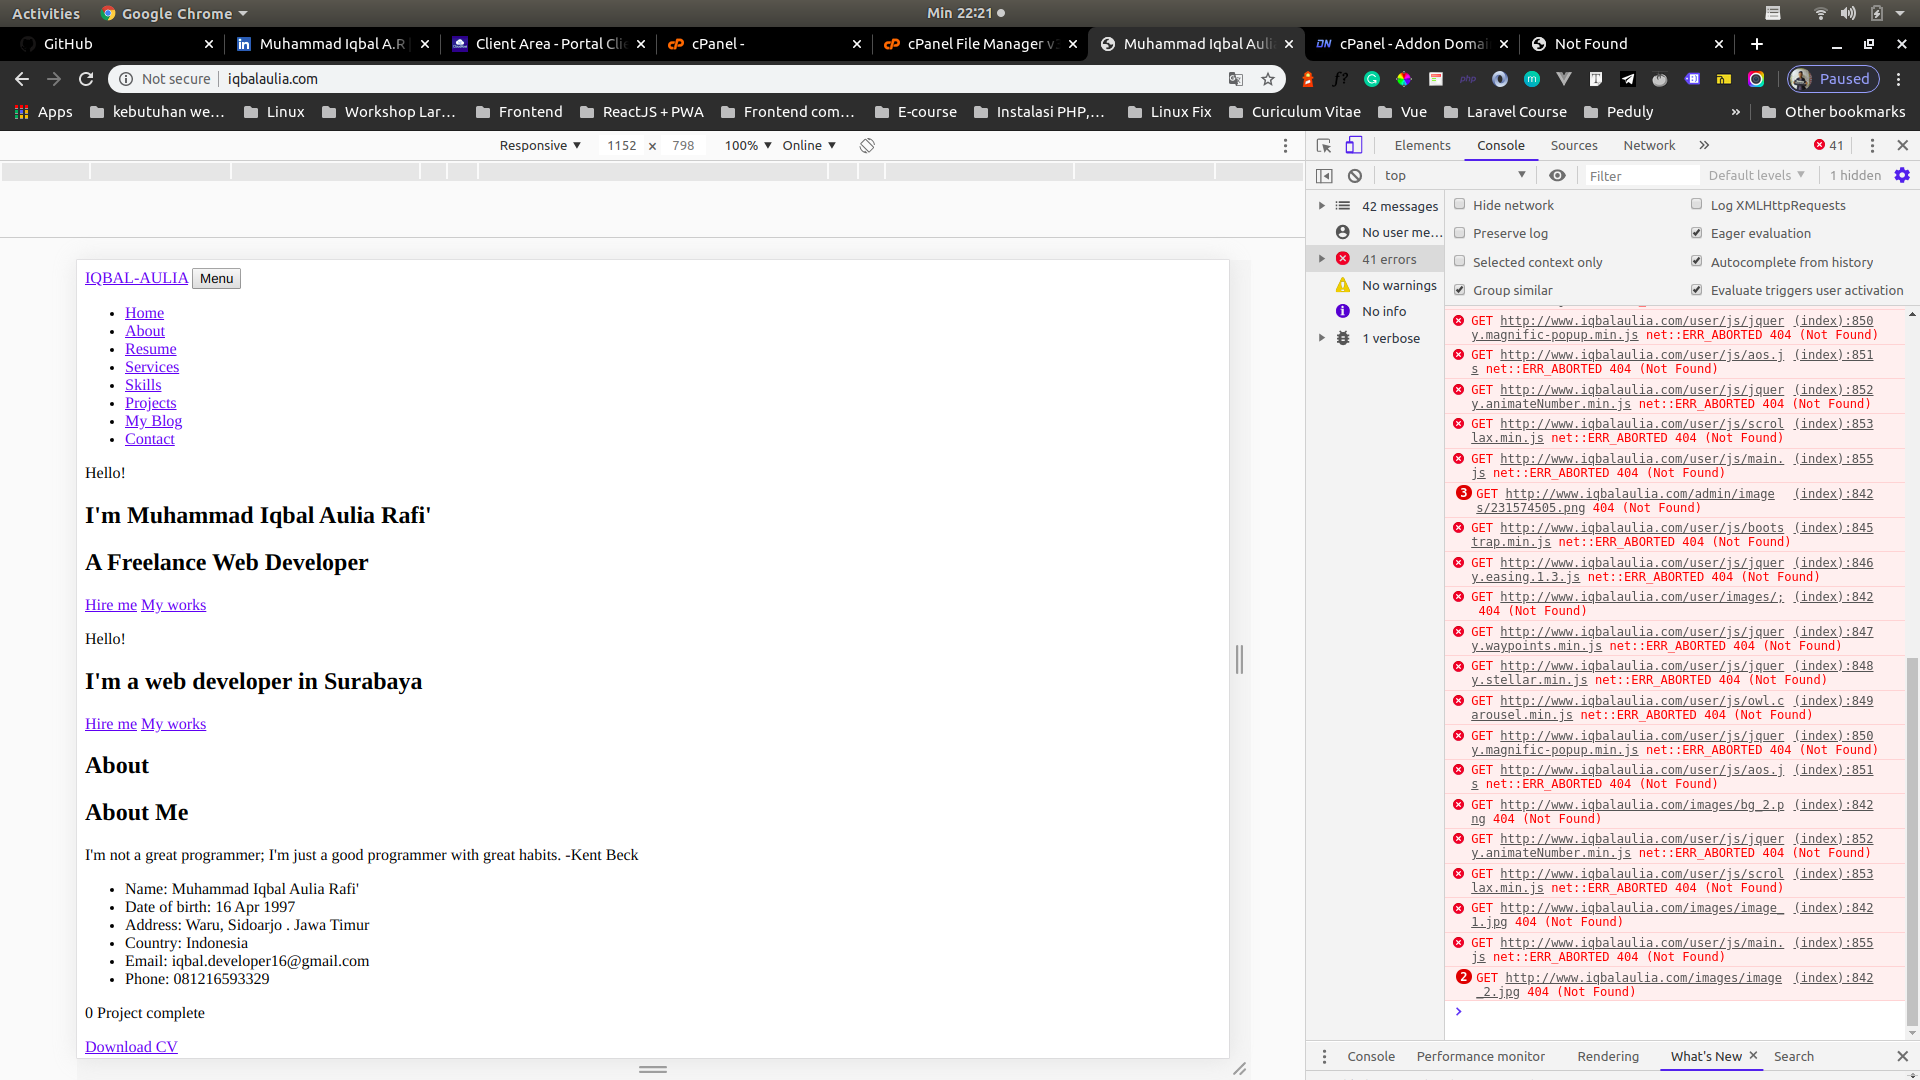 Activities Google Chrome Min 22:21
GitHub Muhammad Iqbal A.R Client Area - Portal Clie cPanel - cPanel File Manager v3 Muhammad Iqbal Aulia cPanel - Addon Domai Not Found
Not secure iqbalaulia.com Paused
Apps kebutuhan we... Linux Workshop Lar... Frontend ReactJS + PWA Frontend com... E-course Instalasi PHP,... Linux Fix Curiculum Vitae Vue Laravel Course Peduly » Other bookmarks
Responsive 1152 x 798 100% Online
Elements Console Sources Network » 41
top Filter Default levels 1 hidden
42 messages
No user me...
41 errors
No warnings
No info
1 verbose
Hide network Log XMLHttpRequests
Preserve log Eager evaluation
Selected context only Autocomplete from history
Group similar Evaluate triggers user activation
IQBAL-AULIA Menu
Home
About
Resume
Services
Skills
Projects
My Blog
Contact
Hello!
I'm Muhammad Iqbal Aulia Rafi'
A Freelance Web Developer
Hire me My works
Hello!
I'm a web developer in Surabaya
Hire me My works
About
About Me
I'm not a great programmer; I'm just a good programmer with great habits. -Kent Beck
Name: Muhammad Iqbal Aulia Rafi'
Date of birth: 16 Apr 1997
Address: Waru, Sidoarjo . Jawa Timur
Country: Indonesia
Email: iqbal.developer16@gmail.com
Phone: 081216593329
0 Project complete
Download CV
GET http://www.iqbalaulia.com/user/js/jquer (index):850
y.magnific-popup.min.js net::ERR_ABORTED 404 (Not Found)
GET http://www.iqbalaulia.com/user/js/aos.j (index):851
s net::ERR_ABORTED 404 (Not Found)
GET http://www.iqbalaulia.com/user/js/jquer (index):852
y.animateNumber.min.js net::ERR_ABORTED 404 (Not Found)
GET http://www.iqbalaulia.com/user/js/scrol (index):853
lax.min.js net::ERR_ABORTED 404 (Not Found)
GET http://www.iqbalaulia.com/user/js/main. (index):855
js net::ERR_ABORTED 404 (Not Found)
3 GET http://www.iqbalaulia.com/admin/image (index):842
s/231574505.png 404 (Not Found)
GET http://www.iqbalaulia.com/user/js/boots (index):845
trap.min.js net::ERR_ABORTED 404 (Not Found)
GET http://www.iqbalaulia.com/user/js/jquer (index):846
y.easing.1.3.js net::ERR_ABORTED 404 (Not Found)
GET http://www.iqbalaulia.com/user/images/; (index):842
404 (Not Found)
GET http://www.iqbalaulia.com/user/js/jquer (index):847
y.waypoints.min.js net::ERR_ABORTED 404 (Not Found)
GET http://www.iqbalaulia.com/user/js/jquer (index):848
y.stellar.min.js net::ERR_ABORTED 404 (Not Found)
GET http://www.iqbalaulia.com/user/js/owl.c (index):849
arousel.min.js net::ERR_ABORTED 404 (Not Found)
GET http://www.iqbalaulia.com/user/js/jquer (index):850
y.magnific-popup.min.js net::ERR_ABORTED 404 (Not Found)
GET http://www.iqbalaulia.com/user/js/aos.j (index):851
s net::ERR_ABORTED 404 (Not Found)
GET http://www.iqbalaulia.com/images/bg_2.p (index):842
ng 404 (Not Found)
GET http://www.iqbalaulia.com/user/js/jquer (index):852
y.animateNumber.min.js net::ERR_ABORTED 404 (Not Found)
GET http://www.iqbalaulia.com/user/js/scrol (index):853
lax.min.js net::ERR_ABORTED 404 (Not Found)
GET http://www.iqbalaulia.com/images/image_ (index):842
1.jpg 404 (Not Found)
GET http://www.iqbalaulia.com/user/js/main. (index):855
js net::ERR_ABORTED 404 (Not Found)
2 GET http://www.iqbalaulia.com/images/image (index):842
_2.jpg 404 (Not Found)
Console Performance monitor Rendering What's New Search